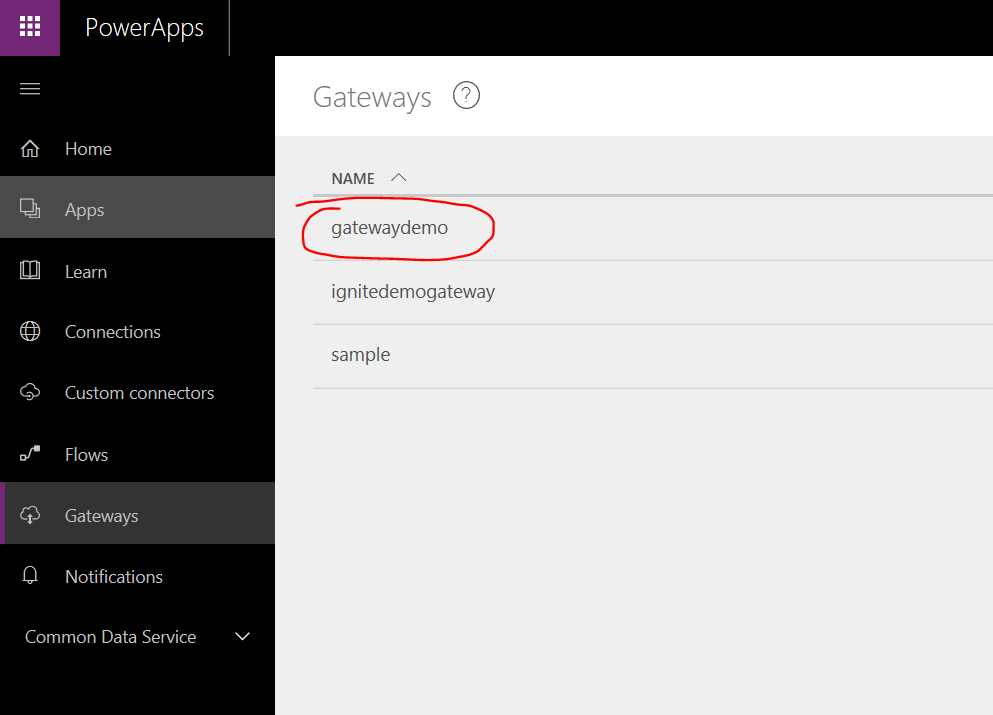 PowerApps
Home
Apps
Learn
Connections
Custom connectors
Flows
Gateways
Notifications
Common Data Service
Gateways ?
NAME
gatewaydemo
ignitedemogateway
sample